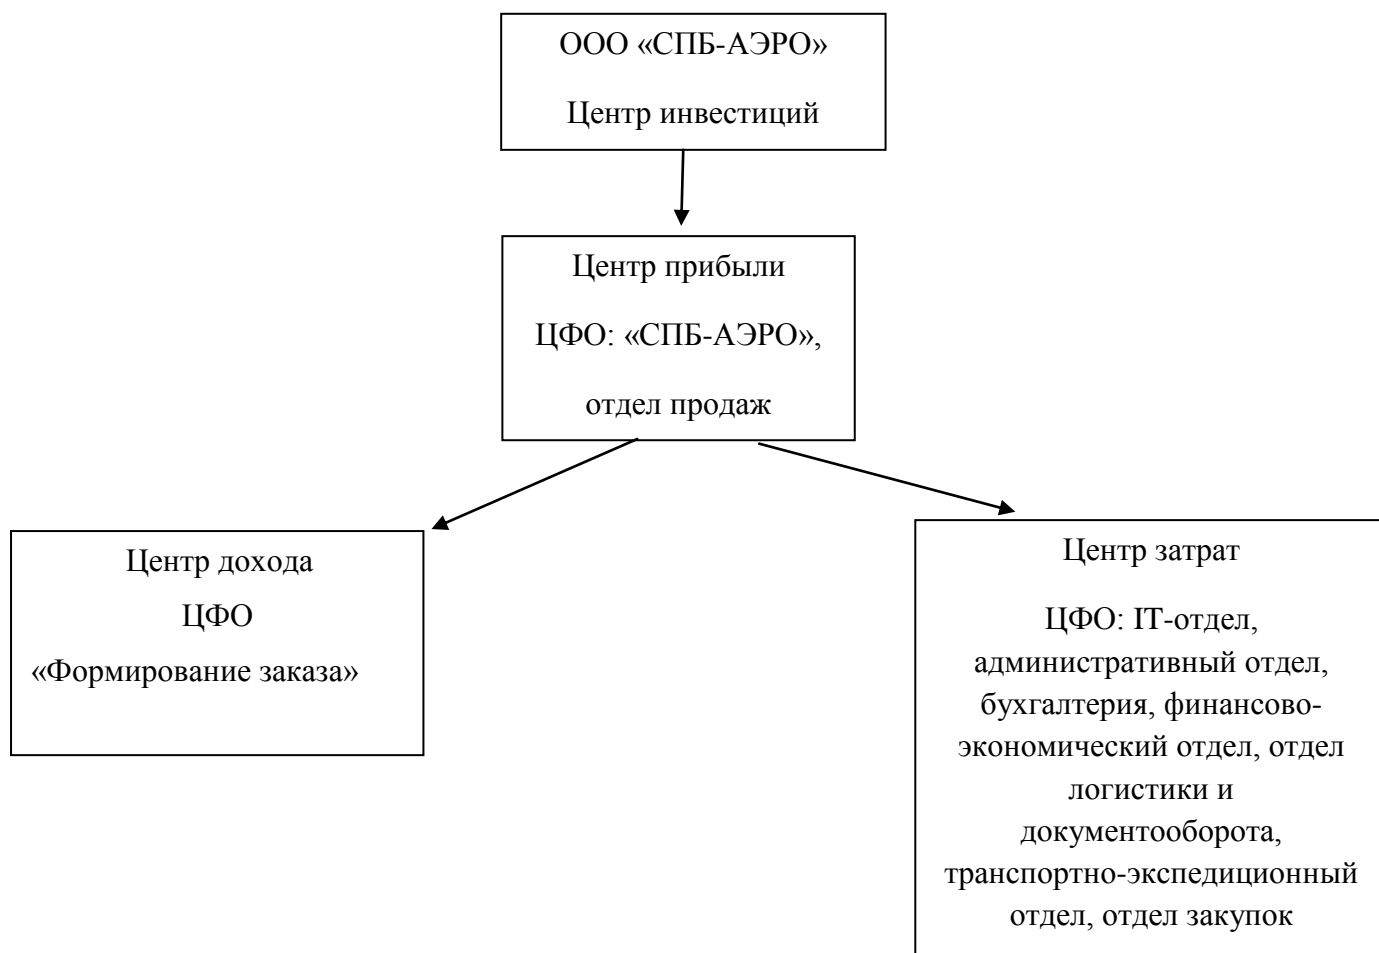 ООО «СПБ-АЭРО»
Центр инвестиций
Центр прибыли
ЦФО: «СПБ-АЭРО»,
отдел продаж
Центр дохода
ЦФО
«Формирование заказа»
Центр затрат
ЦФО: IT-отдел,
административный отдел,
бухгалтерия, финансово-
экономический отдел, отдел
логистики и
документооборота,
транспортно-экспедиционный
отдел, отдел закупок